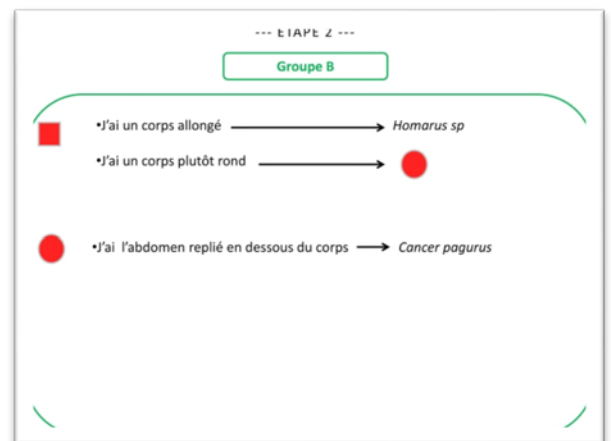 --- ETAPE 2 ---
Groupe B
•J'ai un corps allongé Homarus sp
•J'ai un corps plutôt rond
•J'ai l'abdomen replié en dessous du corps Cancer pagurus